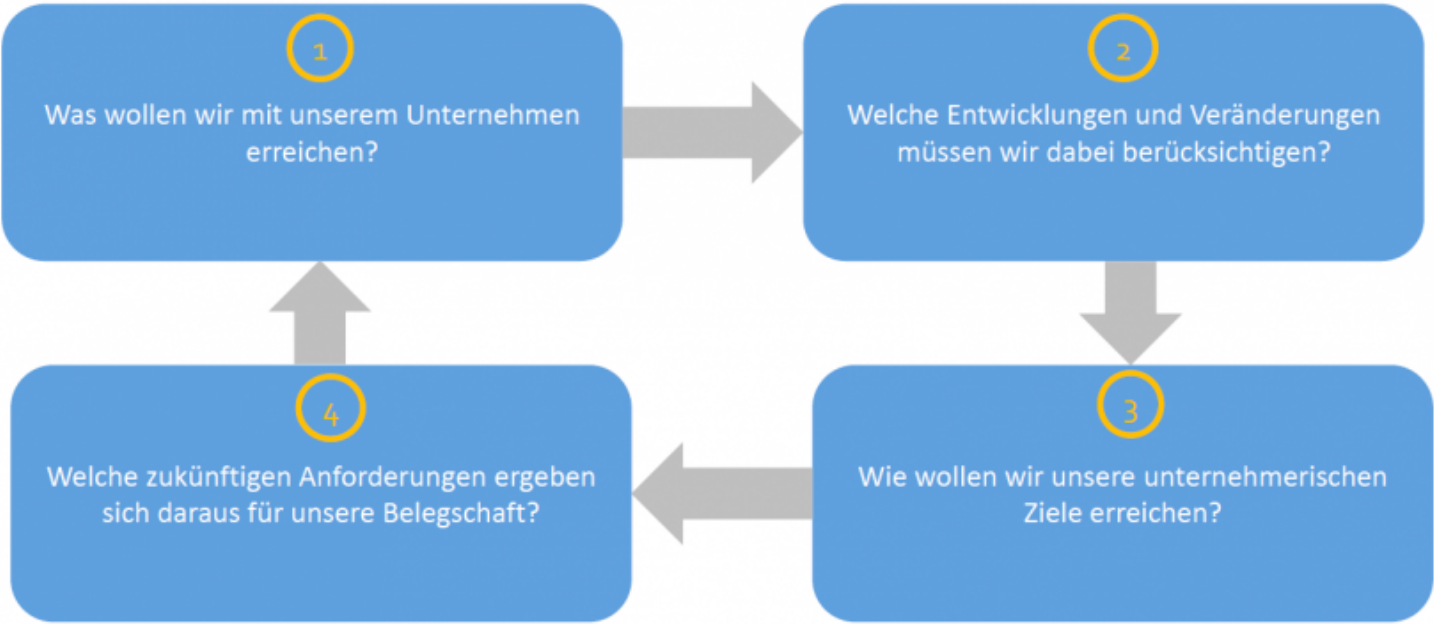 1
Was wollen wir mit unserem Unternehmen
erreichen?
2
Welche Entwicklungen und Veränderungen
müssen wir dabei berücksichtigen?
3
Wie wollen wir unsere unternehmerischen
Ziele erreichen?
4
Welche zukünftigen Anforderungen ergeben
sich daraus für unsere Belegschaft?